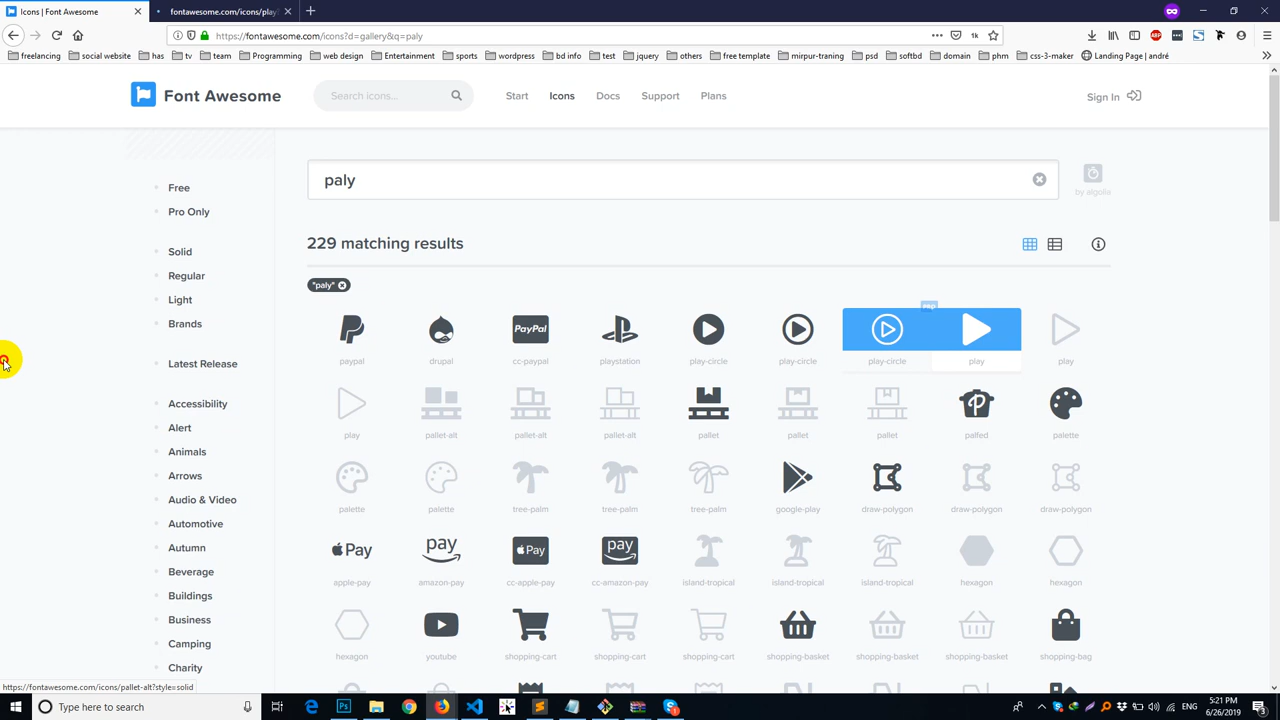 Icons | Font Awesome
fontawesome.com/icons/play?
https://fontawesome.com/icons?d=gallery&q=paly
1k
ABP
freelancing
social website
has
tv
team
Programming
web design
Entertainment
sports
wordpress
bd info
test
jquery
others
free template
mirpur-traning
psd
softbd
domain
phm
css-3-maker
Landing Page | andré
Font Awesome
Search icons...
Start
Icons
Docs
Support
Plans
Sign In
paly
by algolia
229 matching results
"paly"
Free
Pro Only
Solid
Regular
Light
Brands
Latest Release
Accessibility
Alert
Animals
Arrows
Audio & Video
Automotive
Autumn
Beverage
Buildings
Business
Camping
Charity
PayPal
PRO
paypal
drupal
cc-paypal
playstation
play-circle
play-circle
play-circle
play
play
play
pallet-alt
pallet-alt
pallet-alt
pallet
pallet
pallet
palfed
palette
palette
palette
tree-palm
tree-palm
tree-palm
google-play
draw-polygon
draw-polygon
draw-polygon
Pay
pay
Pay
pay
apple-pay
amazon-pay
cc-apple-pay
cc-amazon-pay
island-tropical
island-tropical
island-tropical
hexagon
hexagon
hexagon
youtube
shopping-cart
shopping-cart
shopping-cart
shopping-basket
shopping-basket
shopping-basket
shopping-bag
https://fontawesome.com/icons/pallet-alt?style=solid
Type here to search
ENG
5:21 PM
6/26/2019